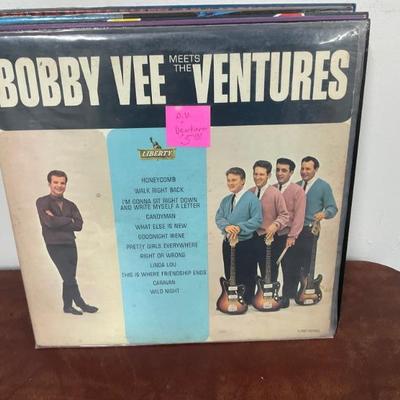 BOBBY VEE MEETS THE VENTURES
LIBERTY
HONEYCOMB
WALK RIGHT BACK
I'M GONNA SIT RIGHT DOWN
AND WRITE MYSELF A LETTER
CANDYMAN
WHAT ELSE IS NEW
GOODNIGHT IRENE
PRETTY GIRLS EVERYWHERE
RIGHT OR WRONG
LINDA LOU
THIS IS WHERE FRIENDSHIP ENDS
CARAVAN
WILD NIGHT